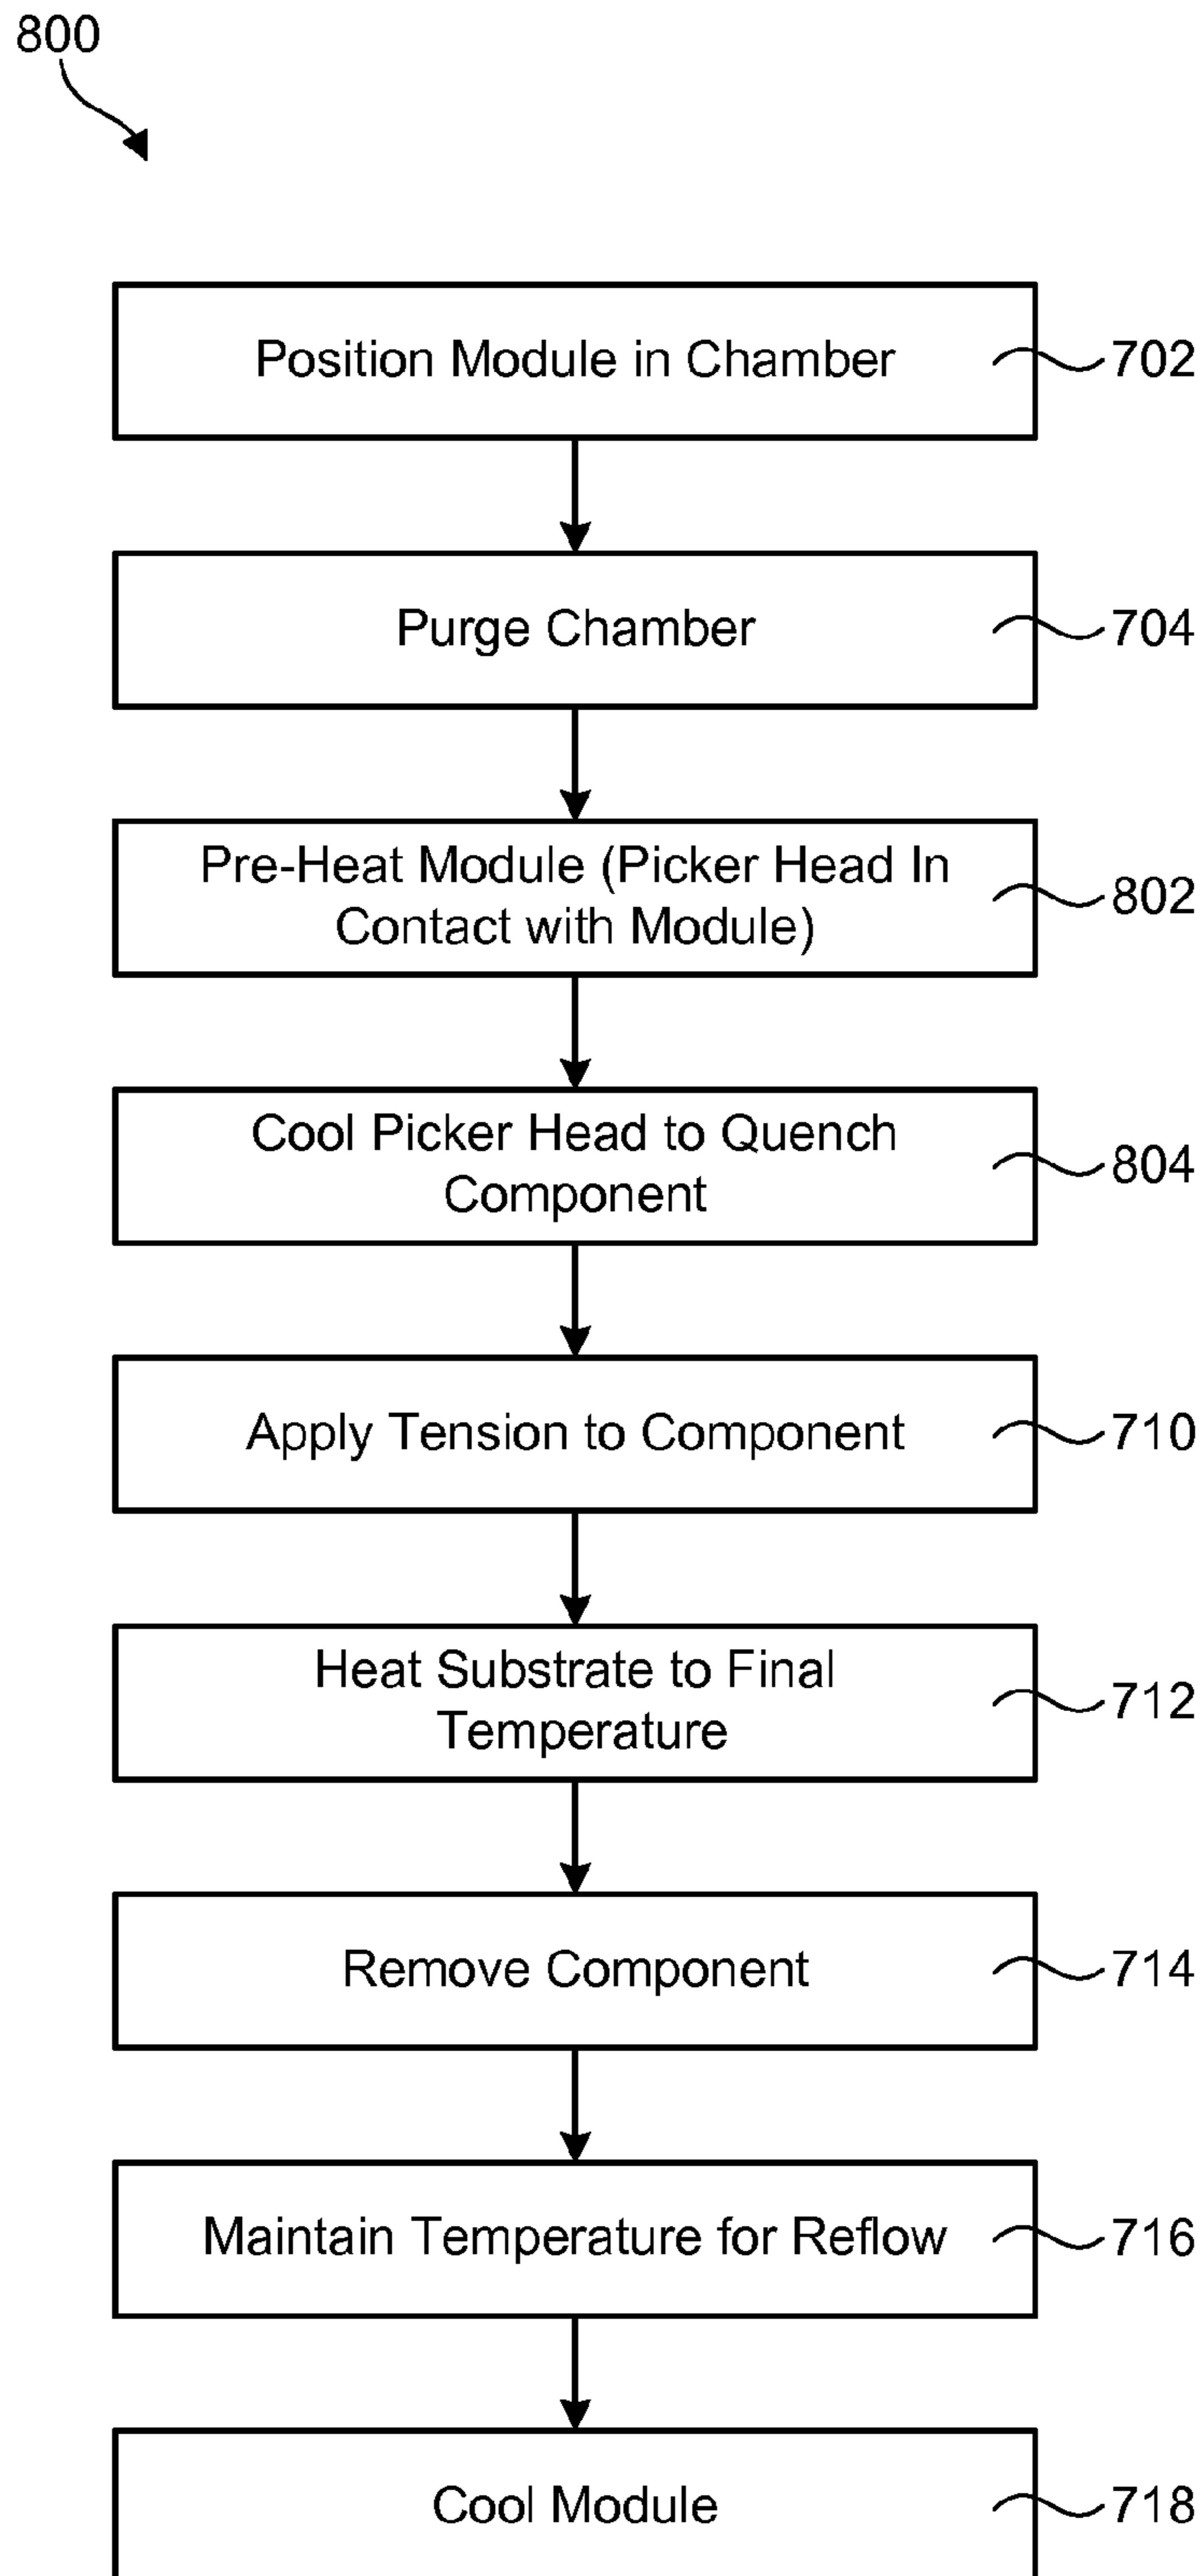 800
Position Module in Chamber
702
Purge Chamber
704
Pre-Heat Module (Picker Head In
Contact with Module)
802
Cool Picker Head to Quench
Component
804
Apply Tension to Component
710
Heat Substrate to Final
Temperature
712
Remove Component
714
Maintain Temperature for Reflow
716
Cool Module
718